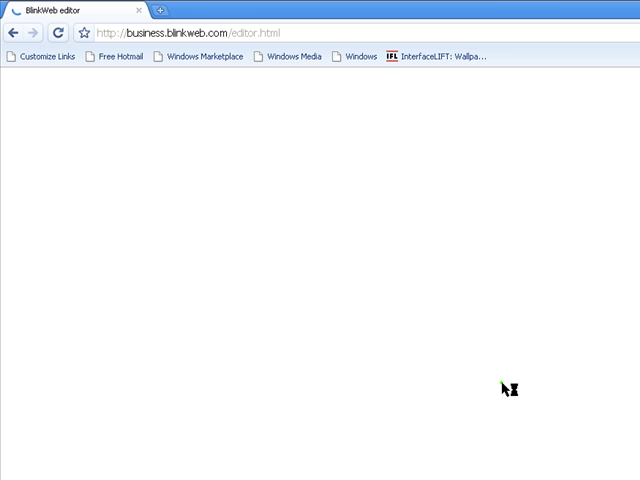 BlinkWeb editor
http://business.blinkweb.com/editor.html
Customize Links Free Hotmail Windows Marketplace Windows Media Windows IFL InterfaceLIFT: Wallpa...